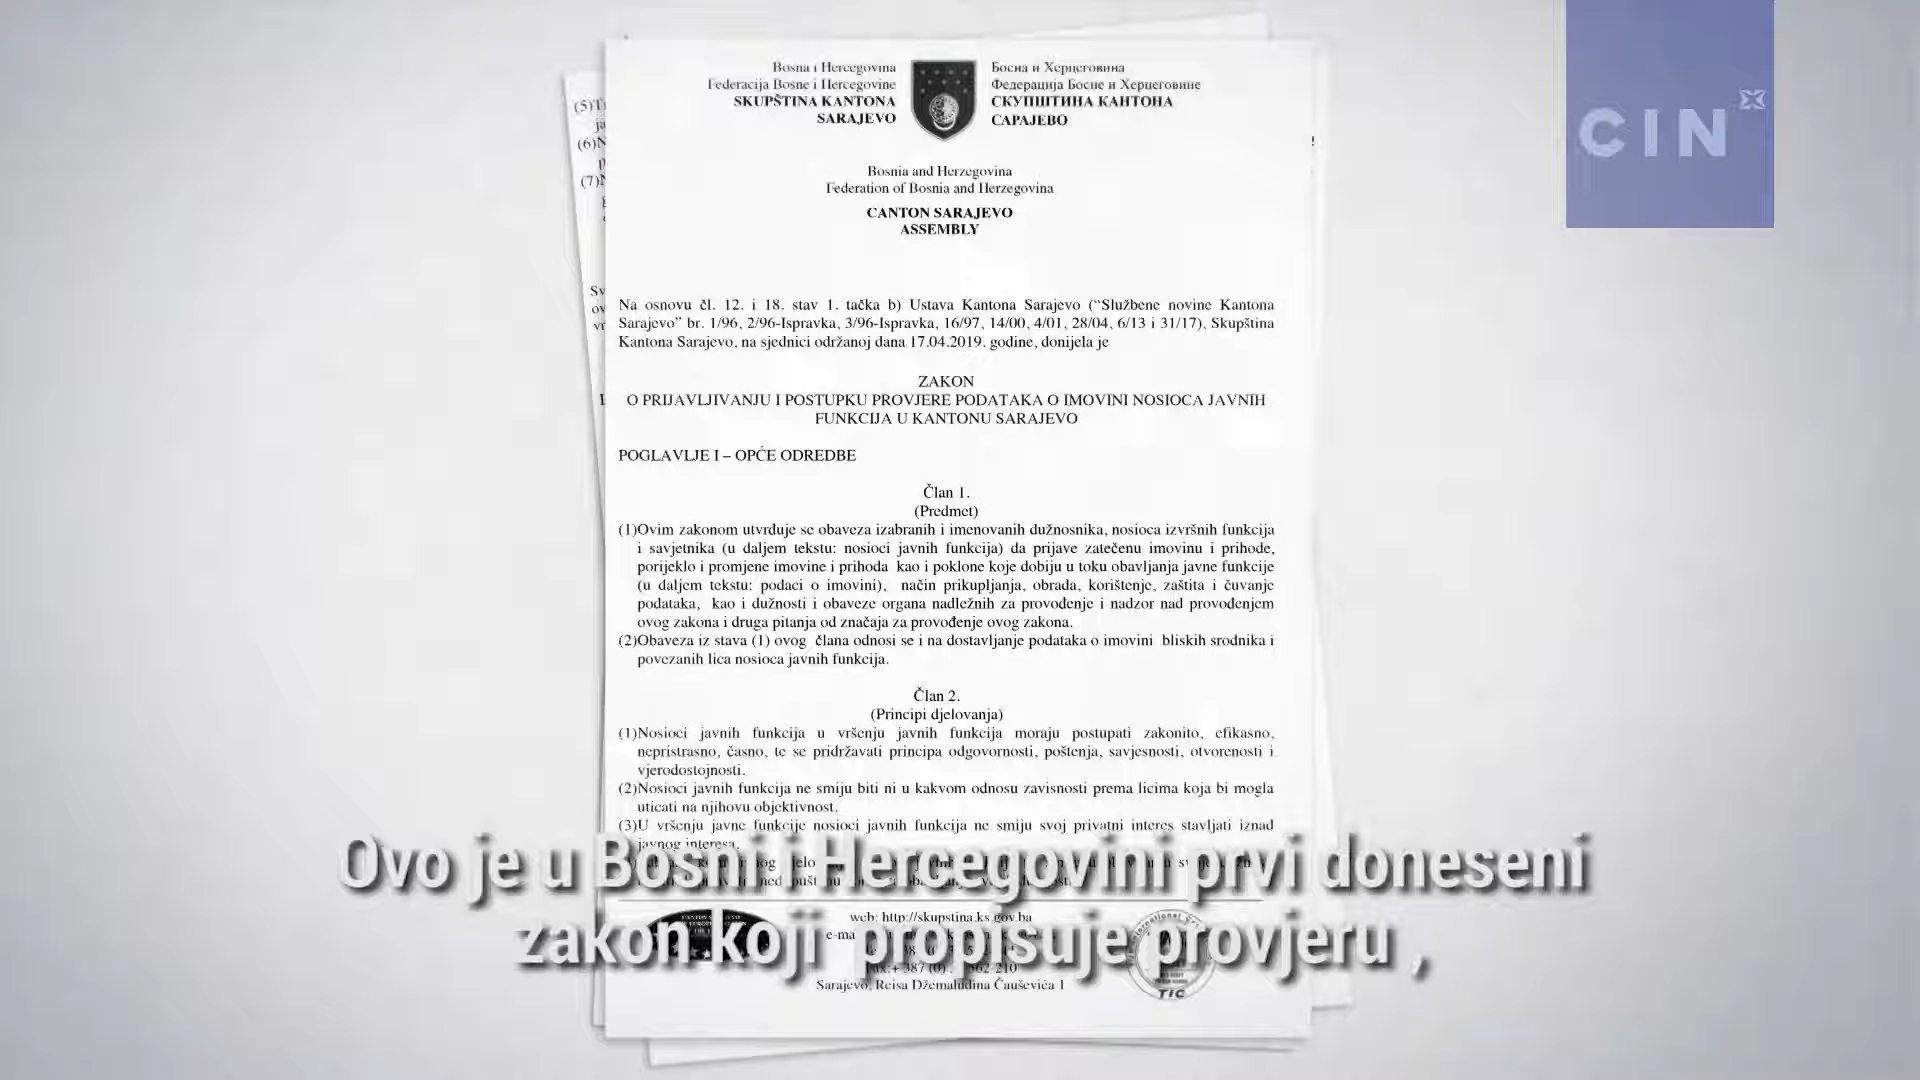 Bosna i Hercegovina
Federacija Bosne i Hercegovine
SKUPŠTINA KANTONA
SARAJEVO
Босна и Херцеговина
Федерација Босне и Херцеговине
СКУПШТИНА КАНТОНА
САРАЈЕВО
CIN
Bosnia and Herzegovina
Federation of Bosnia and Herzegovina
CANTON SARAJEVO
ASSEMBLY
(5)
(6)
(7)
Na osnovu čl. 12. i 18. stav 1. tačka b) Ustava Kantona Sarajevo (“Službene novine Kantona
Sarajevo” br. 1/96, 2/96-Ispravka, 3/96-Ispravka, 16/97, 14/00, 4/01, 28/04, 6/13 i 31/17), Skupština
Kantona Sarajevo, na sjednici održanoj dana 17.04.2019. godine, donijela je
ZAKON
O PRIJAVLJIVANJU I POSTUPKU PROVJERE PODATAKA O IMOVINI NOSIOCA JAVNIH
FUNKCIJA U KANTONU SARAJEVO
POGLAVLJE I – OPĆE ODREDBE
Član 1.
(Predmet)
(1)Ovim zakonom utvrđuje se obaveza izabranih i imenovanih dužnosnika, nosioca izvršnih funkcija
i savjetnika (u daljem tekstu: nosioci javnih funkcija) da prijave zatečenu imovinu i prihode,
porijeklo i promjene imovine i prihoda kao i poklone koje dobiju u toku obavljanja javne funkcije
(u daljem tekstu: podaci o imovini), način prikupljanja, obrada, korištenje, zaštita i čuvanje
podataka, kao i dužnosti i obaveze organa nadležnih za provođenje i nadzor nad provođenjem
ovog zakona i druga pitanja od značaja za provođenje ovog zakona.
(2)Obaveza iz stava (1) ovog člana odnosi se i na dostavljanje podataka o imovini bliskih srodnika i
povezanih lica nosioca javnih funkcija.
Član 2.
(Principi djelovanja)
(1)Nosioci javnih funkcija u vršenju javnih funkcija moraju postupati zakonito, efikasno,
nepristrasno, časno, te se pridržavati principa odgovornosti, poštenja, savjesnosti, otvorenosti i
vjerodostojnosti.
(2)Nosioci javnih funkcija ne smiju biti ni u kakvom odnosu zavisnosti prema licima koja bi mogla
uticati na njihovu objektivnost.
(3)U vršenju javne funkcije nosioci javnih funkcija ne smiju svoj privatni interes stavljati iznad
javnog interesa.
Ovo je u Bosni i Hercegovini prvi doneseni
zakon koji propisuje provjeru ,
web: http://skupstina.ks.gov.ba
Sarajevo, Reisa Džemaludina Čauševića 1
TIC